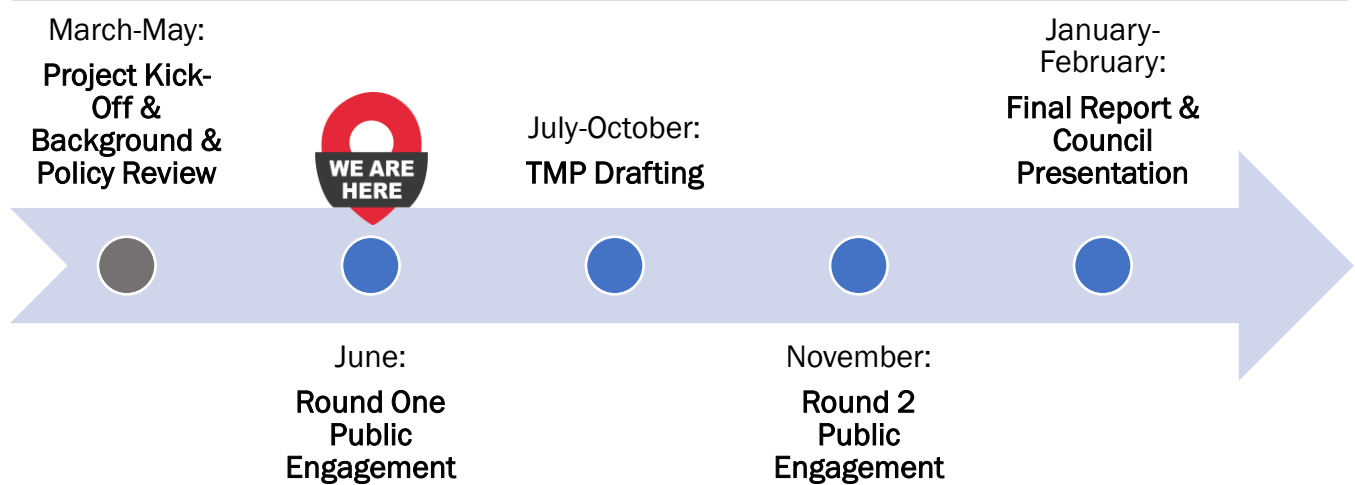 March-May:
Project Kick-
Off &
Background &
Policy Review
WE ARE
HERE
June:
Round One
Public
Engagement
July-October:
TMP Drafting
November:
Round 2
Public
Engagement
January-
February:
Final Report &
Council
Presentation